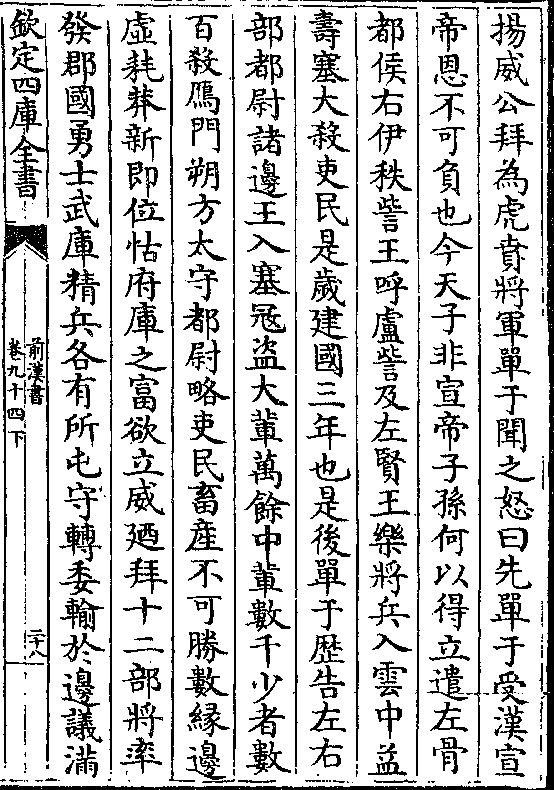 揚威公拜為虎賁將軍單于聞之怒曰先單于受漢宣
帝恩不可負也今天子非宣帝子孫何以得立遣左骨
都侯右伊秩訾王呼盧訾及左賢王樂將兵入雲中益
壽塞大殺吏民是歲建國三年也是後單于歴告左右
部都尉諸邊王入塞冦盗大輩萬餘中輩數千少者數
百殺鴈門朔方太守都尉略吏民畜産不可勝數緣邊
虛耗莽新即位怙府庫之富欲立威廼拜十二部將率
發郡國勇士武庫精兵各有所屯守轉委輸於邊議滿
欽定四庫全書
前漢書
卷九十四下
二十八